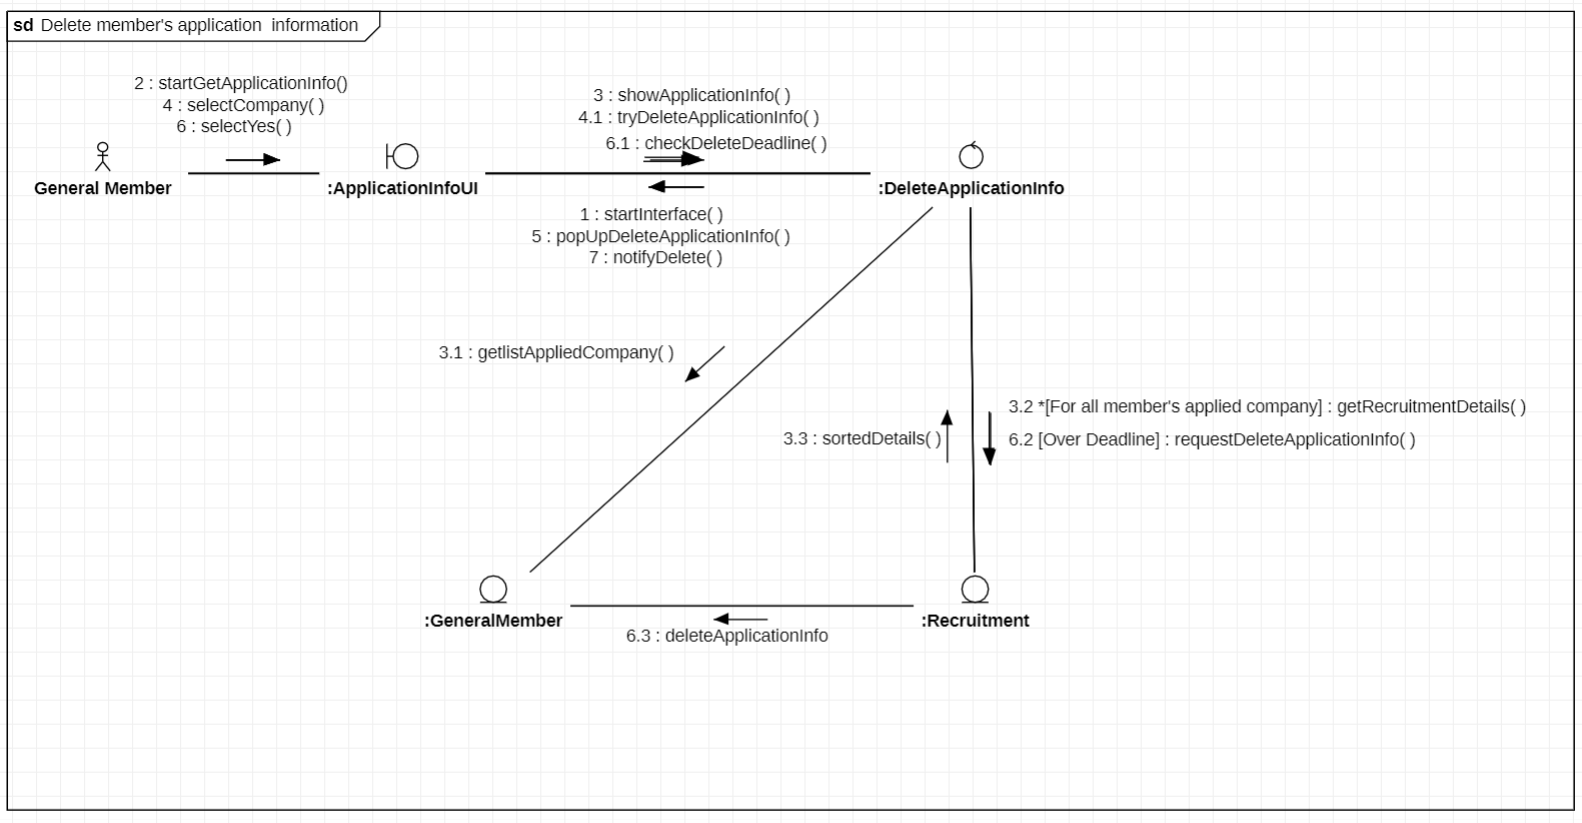 sd Delete member's application  information
2 : startGetApplicationInfo()
4 : selectCompany( )
6 : selectYes( )
3 : showApplicationInfo( )
4.1 : tryDeleteApplicationInfo( )
6.1 : checkDeleteDeadline( )
General Member
:ApplicationInfoUI
:DeleteApplicationInfo
1 : startInterface( )
5 : popUpDeleteApplicationInfo( )
7 : notifyDelete( )
3.1 : getlistAppliedCompany( )
3.2 *[For all member's applied company] : getRecruitmentDetails( )
3.3 : sortedDetails( )
6.2 [Over Deadline] : requestDeleteApplicationInfo( )
:GeneralMember
:Recruitment
6.3 : deleteApplicationInfo